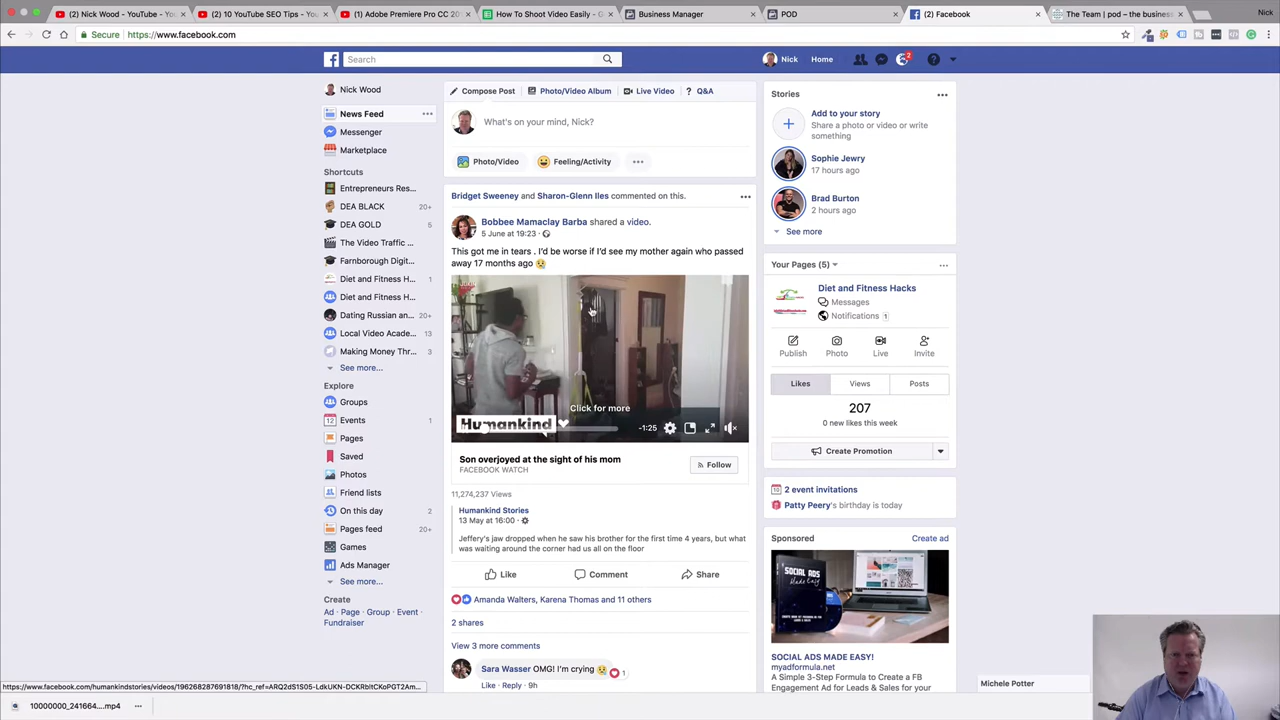 (2) Nick Wood - YouTube - Y...
(2) 10 YouTube SEO Tips - Yo...
(1) Adobe Premiere Pro CC 20...
How To Shoot Video Easily - G...
Business Manager
POD
(2) Facebook
The Team | pod – the business
Nick
Secure
https://www.facebook.com
Search
Nick
Home
2
Nick Wood
News Feed
Messenger
Marketplace
Shortcuts
Entrepreneurs Res...
DEA BLACK 20+
DEA GOLD 5
The Video Traffic ...
Farnborough Digit...
Diet and Fitness H... 1
Diet and Fitness H...
Dating Russian an... 20+
Local Video Acade... 13
Making Money Thr... 3
See more...
Explore
Groups
12 Events 1
Pages
Saved
Photos
Friend lists
On this day 2
Pages feed 20+
Games
Ads Manager
See more...
Create
Ad · Page · Group · Event ·
Fundraiser
Compose Post
Photo/Video Album
Live Video
? Q&A
What's on your mind, Nick?
Photo/Video
Feeling/Activity
Bridget Sweeney and Sharon-Glenn Iles commented on this.
Bobbee Mamaclay Barba shared a video.
5 June at 19:23
This got me in tears . I'd be worse if I'd see my mother again who passed
away 17 months ago 😢
Click for more
Humankind
-1:25
Son overjoyed at the sight of his mom
FACEBOOK WATCH
Follow
11,274,237 Views
Humankind Stories
13 May at 16:00
Jeffery's jaw dropped when he saw his brother for the first time 4 years, but what
was waiting around the corner had us all on the floor
Like
Comment
Share
Amanda Walters, Karena Thomas and 11 others
2 shares
View 3 more comments
Sara Wasser OMG! I'm crying 😢
1
Like · Reply · 9h
Stories
Add to your story
Share a photo or video or write
something
Sophie Jewry
17 hours ago
Brad Burton
2 hours ago
See more
Your Pages (5)
Diet and Fitness Hacks
Messages
Notifications 1
Publish
Photo
Live
Invite
Likes
Views
Posts
207
0 new likes this week
Create Promotion
2 event invitations
Patty Peery's birthday is today
Sponsored
Create ad
SOCIAL ADS
Made Easy
SOCIAL ADS MADE EASY!
myadformula.net
A Simple 3-Step Formula to Create a FB
Engagement Ad for Leads & Sales for your
Michele Potter
10000000_241664....mp4